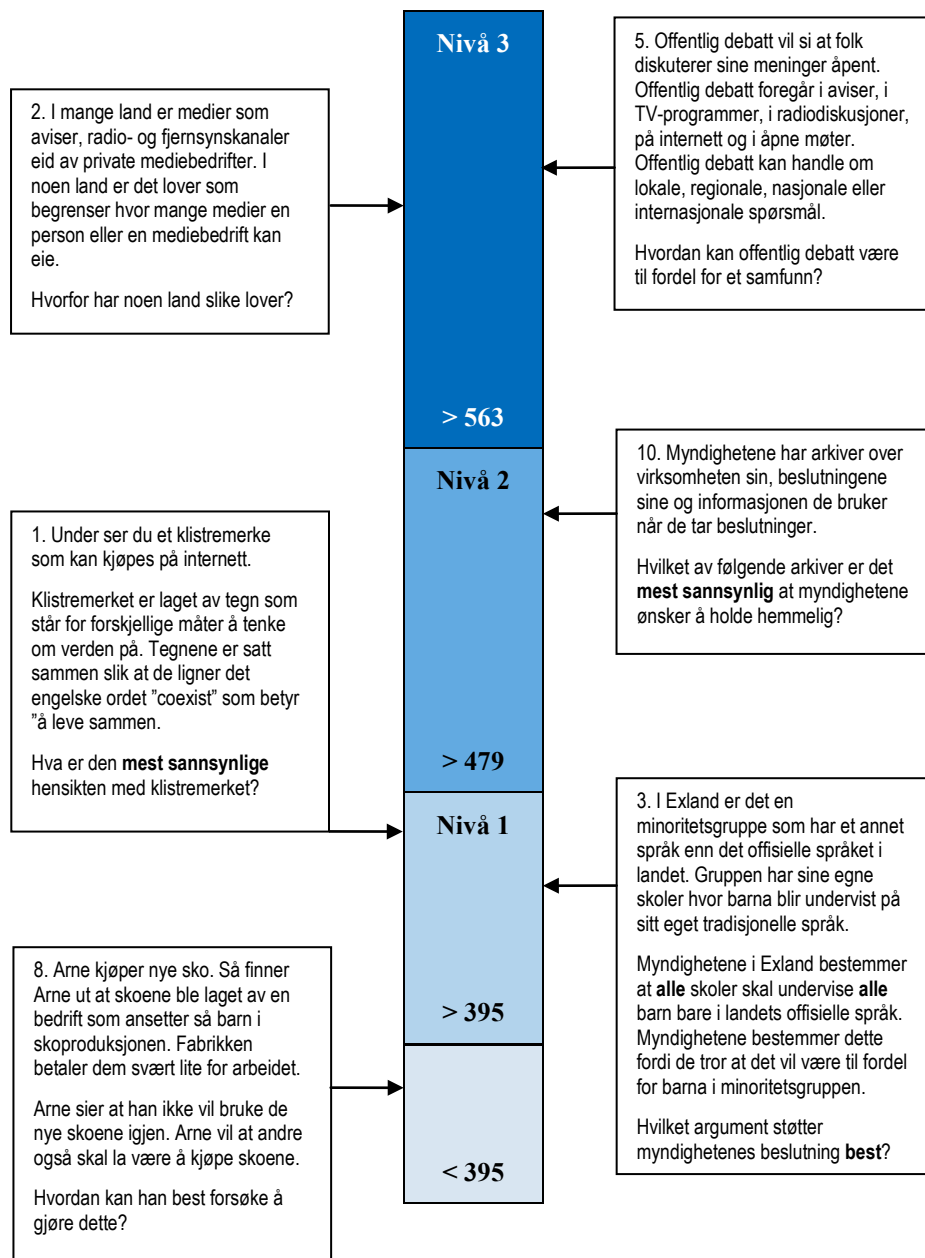 Nivå 3
2. I mange land er medier som
aviser, radio- og fjernsynskanaler
eid av private mediebedrifter. I
noen land er det lover som
begrenser hvor mange medier en
person eller en mediebedrift kan
eie.
Hvorfor har noen land slike lover?
5. Offentlig debatt vil si at folk
diskuterer sine meninger åpent.
Offentlig debatt foregår i aviser, i
TV-programmer, i radiodiskusjoner,
på internett og i åpne møter.
Offentlig debatt kan handle om
lokale, regionale, nasjonale eller
internasjonale spørsmål.
Hvordan kan offentlig debatt være
til fordel for et samfunn?
> 563
Nivå 2
1. Under ser du et klistremerke
som kan kjøpes på internett.
Klistremerket er laget av tegn som
står for forskjellige måter å tenke
om verden på. Tegnene er satt
sammen slik at de ligner det
engelske ordet ”coexist” som betyr
”å leve sammen.
Hva er den mest sannsynlige
hensikten med klistremerket?
10. Myndighetene har arkiver over
virksomheten sin, beslutningene
sine og informasjonen de bruker
når de tar beslutninger.
Hvilket av følgende arkiver er det
mest sannsynlig at myndighetene
ønsker å holde hemmelig?
> 479
Nivå 1
3. I Exland er det en
minoritetsgruppe som har et annet
språk enn det offisielle språket i
landet. Gruppen har sine egne
skoler hvor barna blir undervist på
sitt eget tradisjonelle språk.
Myndighetene i Exland bestemmer
at alle skoler skal undervise alle
barn bare i landets offisielle språk.
Myndighetene bestemmer dette
fordi de tror at det vil være til fordel
for barna i minoritetsgruppen.
Hvilket argument støtter
myndighetenes beslutning best?
8. Arne kjøper nye sko. Så finner
Arne ut at skoene ble laget av en
bedrift som ansetter så barn i
skoproduksjonen. Fabrikken
betaler dem svært lite for arbeidet.
Arne sier at han ikke vil bruke de
nye skoene igjen. Arne vil at andre
også skal la være å kjøpe skoene.
Hvordan kan han best forsøke å
gjøre dette?
> 395
< 395